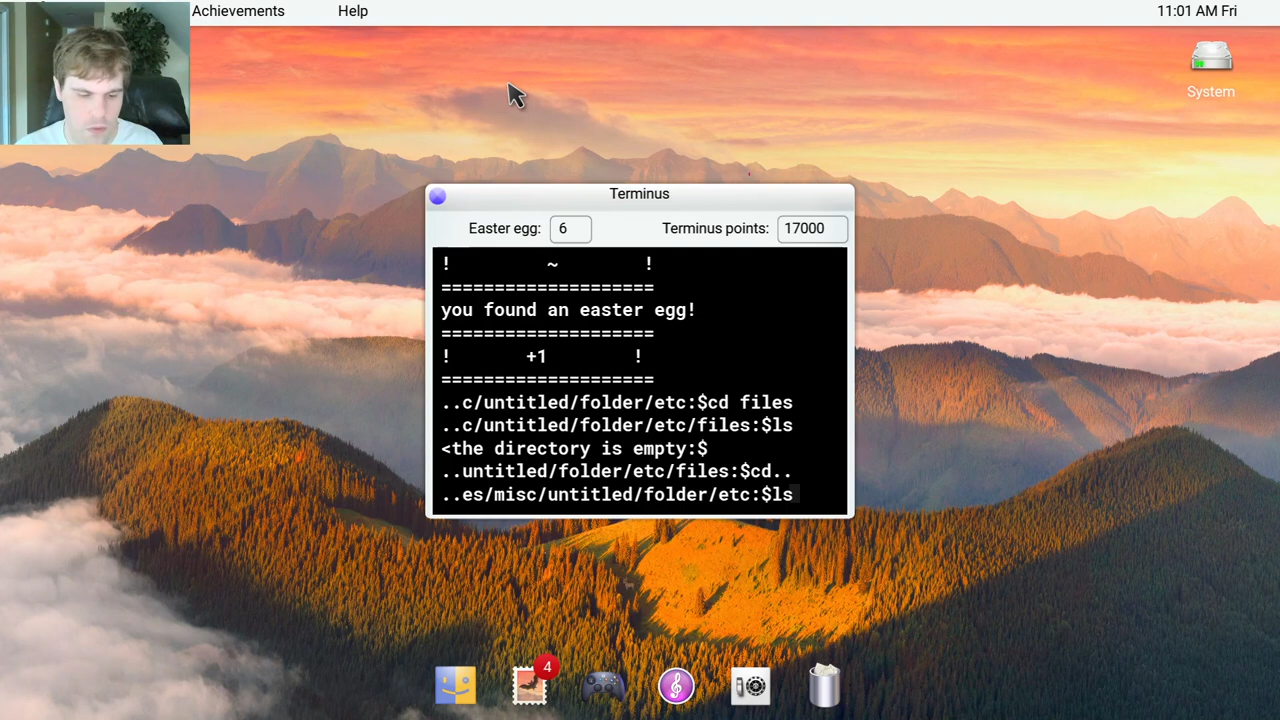 Achievements Help 11:01 AM Fri
System
Terminus
Easter egg: 6 Terminus points: 17000
! ~ !
====================
you found an easter egg!
====================
! +1 !
====================
..c/untitled/folder/etc:$cd files
..c/untitled/folder/etc/files:$ls
<the directory is empty:$
..untitled/folder/etc/files:$cd..
..es/misc/untitled/folder/etc:$ls
4